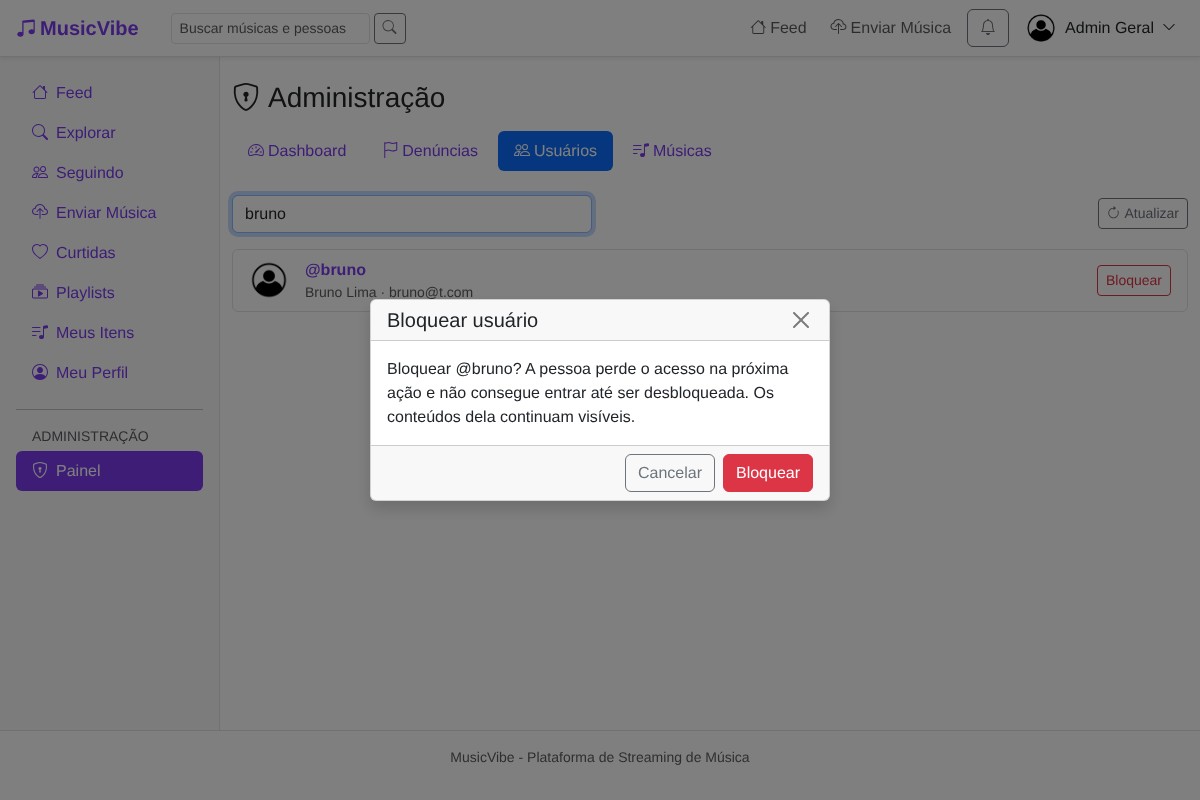 MusicVibe
Buscar músicas e pessoas
Feed
Enviar Música
Admin Geral
Feed
Explorar
Seguindo
Enviar Música
Curtidas
Playlists
Meus Itens
Meu Perfil
ADMINISTRAÇÃO
Painel
Administração
Dashboard
Denúncias
Usuários
Músicas
bruno
Atualizar
@bruno
Bruno Lima · bruno@t.com
Bloquear
Bloquear usuário
Bloquear @bruno? A pessoa perde o acesso na próxima
ação e não consegue entrar até ser desbloqueada. Os
conteúdos dela continuam visíveis.
Cancelar
Bloquear
MusicVibe - Plataforma de Streaming de Música